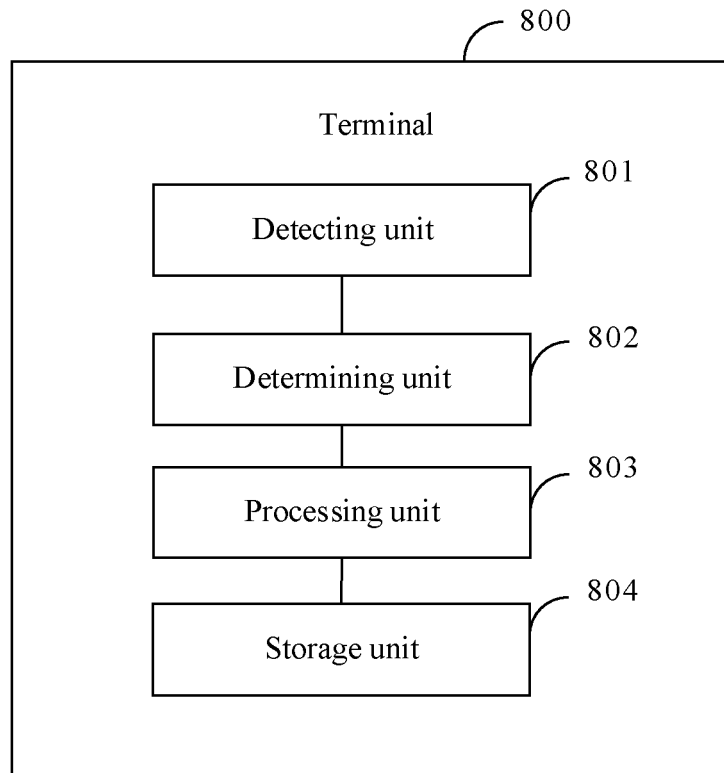 800
Terminal
801
Detecting unit
802
Determining unit
803
Processing unit
804
Storage unit